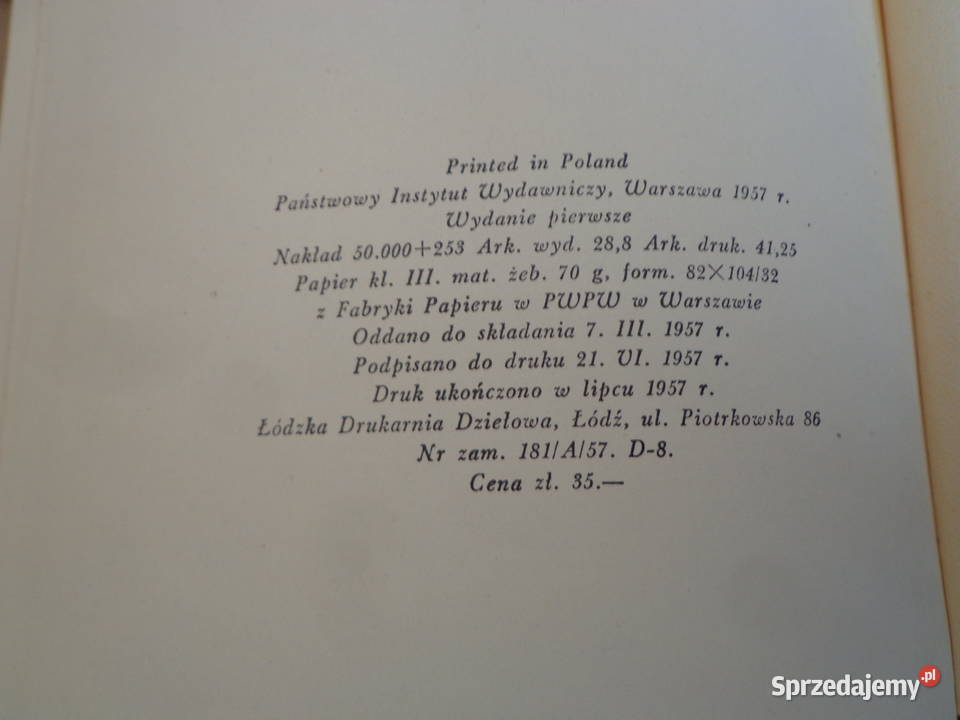 Printed in Poland
Państwowy Instytut Wydawniczy, Warszawa 1957 r.
Wydanie pierwsze
Nakład 50.000+253 Ark. wyd. 28,8 Ark. druk. 41,25
Papier kl. III. mat. żeb. 70 g, form. 82×104/32
z Fabryki Papieru w PWPW w Warszawie
Oddano do składania 7. III. 1957 r.
Podpisano do druku 21. VI. 1957 r.
Druk ukończono w lipcu 1957 r.
Łódzka Drukarnia Dziełowa, Łódź, ul. Piotrkowska 86
Nr zam. 181/A/57. D-8.
Cena zł. 35.—
Sprzedajemy.pl